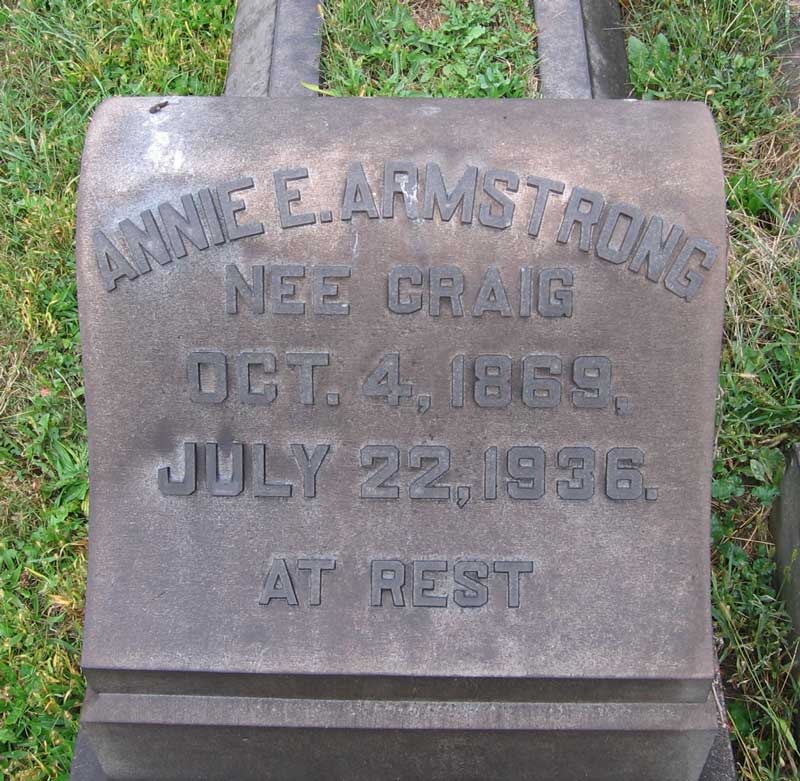 ANNIE E. ARMSTRONG
NEE CRAIG
OCT. 4, 1869,
JULY 22, 1936.
AT REST